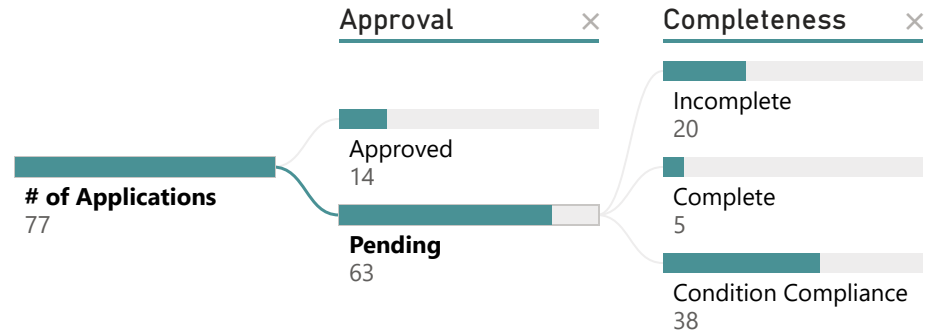 Approval
Completeness
# of Applications
77
Approved
14
Pending
63
Incomplete
20
Complete
5
Condition Compliance
38